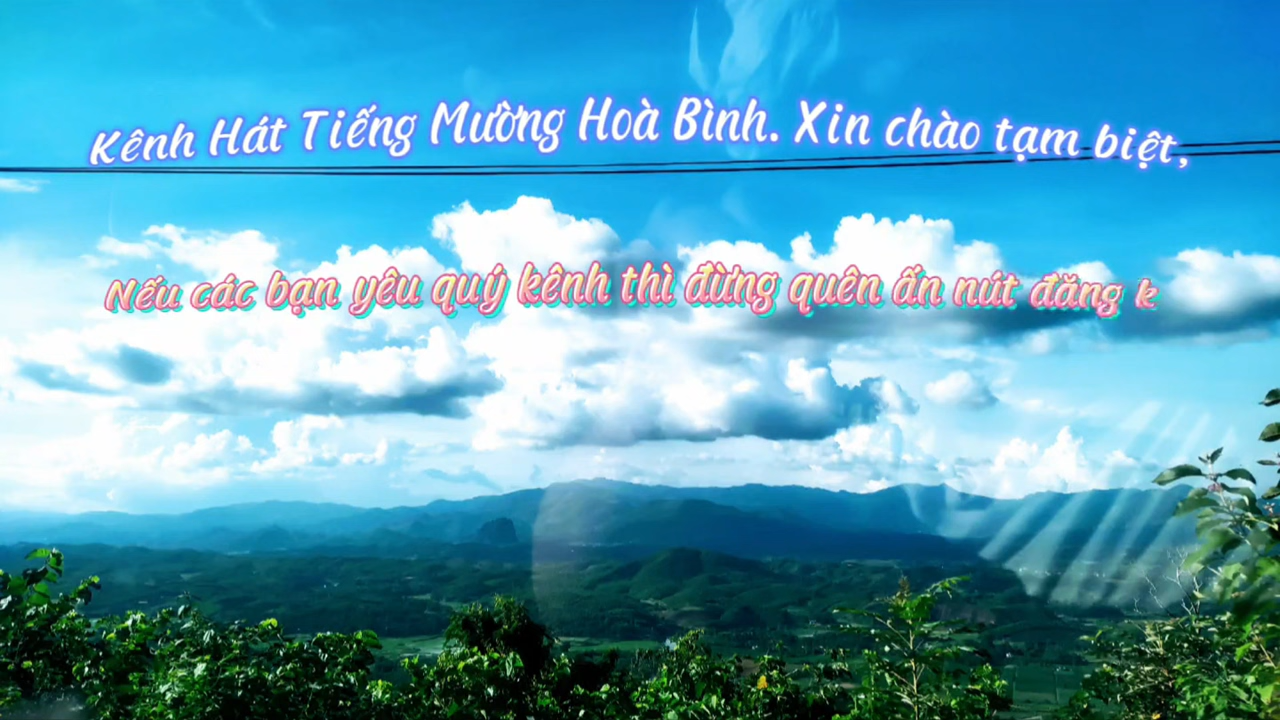 Kênh Hát Tiếng Mường Hoà Bình. Xin chào tạm biệt,
Nếu các bạn yêu quý kênh thì đừng quên ấn nút đăng k